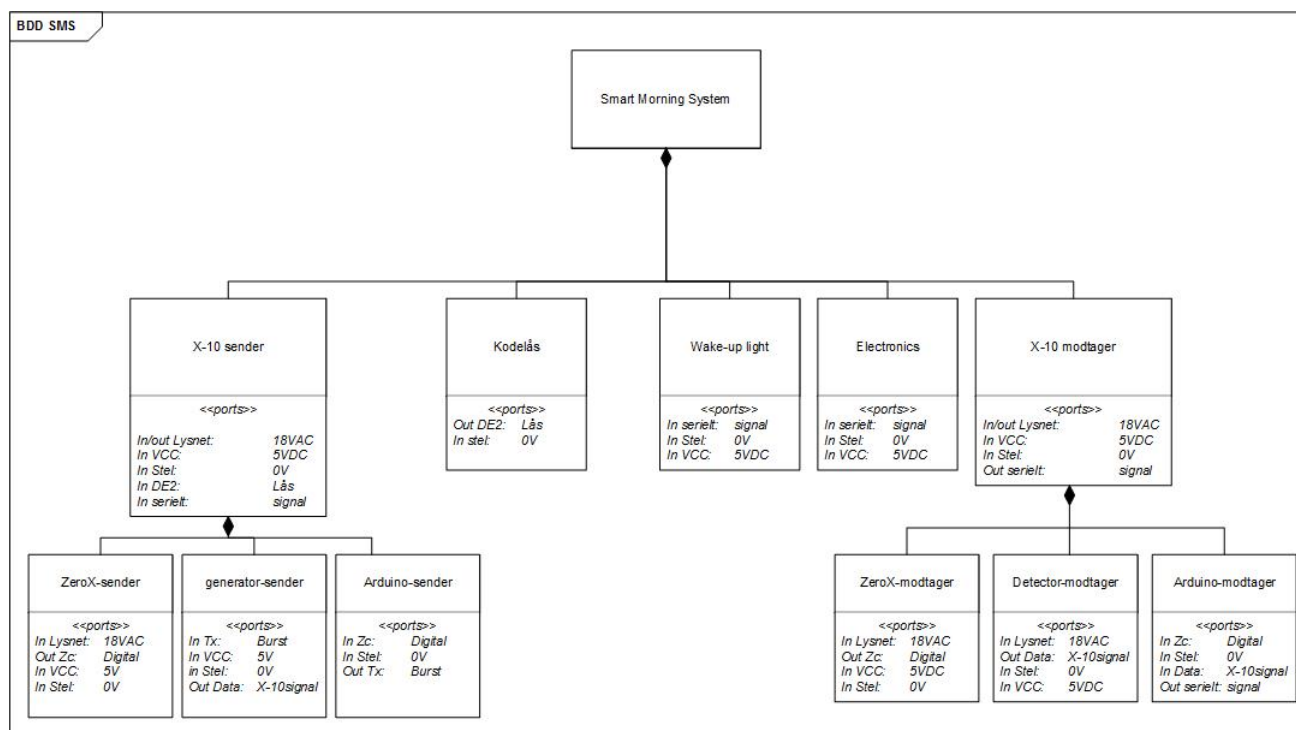 BDD SMS
Smart Morning System
X-10 sender
<<ports>>
In/out Lysnet: 18VAC
In VCC: 5VDC
In Stel: 0V
In DE2: Lås
In serielt: signal
Kodelås
<<ports>>
Out DE2: Lås
In stel: 0V
Wake-up light
<<ports>>
In serielt: signal
In Stel: 0V
In VCC: 5VDC
Electronics
<<ports>>
In serielt: signal
In Stel: 0V
In VCC: 5VDC
X-10 modtager
<<ports>>
In/out Lysnet: 18VAC
In VCC: 5VDC
In Stel: 0V
Out serielt: signal
ZeroX-sender
<<ports>>
In Lysnet: 18VAC
Out Zc: Digital
In VCC: 5V
In Stel: 0V
generator-sender
<<ports>>
In Tx: Burst
In VCC: 5V
in Stel: 0V
Out Data: X-10signal
Arduino-sender
<<ports>>
In Zc: Digital
In Stel: 0V
Out Tx: Burst
ZeroX-modtager
<<ports>>
In Lysnet: 18VAC
Out Zc: Digital
In VCC: 5VDC
In Stel: 0V
Detector-modtager
<<ports>>
In Lysnet: 18VAC
Out Data: X-10signal
In Stel: 0V
In VCC: 5VDC
Arduino-modtager
<<ports>>
In Zc: Digital
In Stel: 0V
In Data: X-10signal
Out serielt: signal